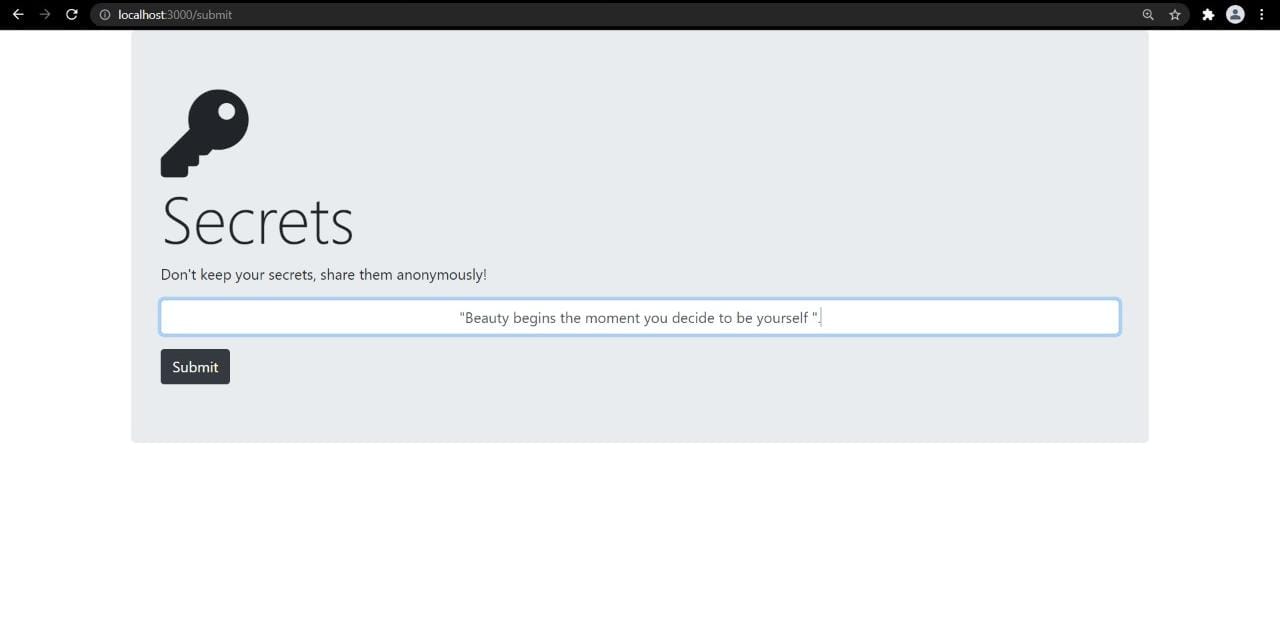 localhost:3000/submit
Secrets
Don't keep your secrets, share them anonymously!
"Beauty begins the moment you decide to be yourself ".
Submit